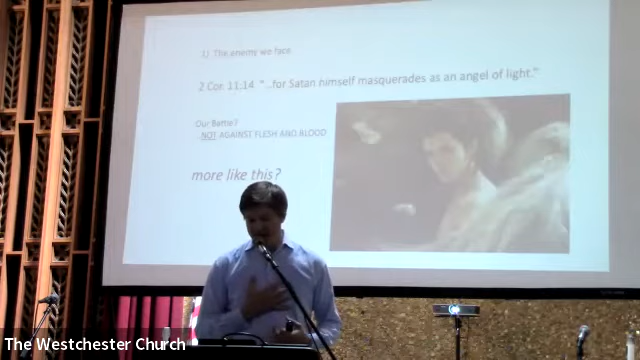 1) The enemy we face
2 Cor. 11:14 "...for Satan himself masquerades as an angel of light."
Our Battle?
NOT AGAINST FLESH AND BLOOD
more like this?
The Westchester Church